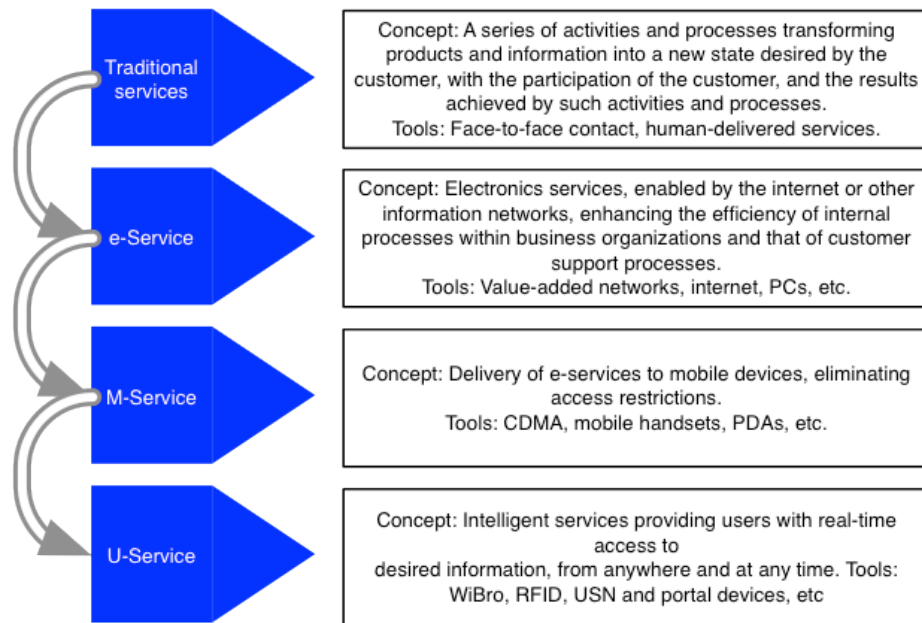 Traditional
services
Concept: A series of activities and processes transforming
products and information into a new state desired by the
customer, with the participation of the customer, and the results
achieved by such activities and processes.
Tools: Face-to-face contact, human-delivered services.
e-Service
Concept: Electronics services, enabled by the internet or other
information networks, enhancing the efficiency of internal
processes within business organizations and that of customer
support processes.
Tools: Value-added networks, internet, PCs, etc.
M-Service
Concept: Delivery of e-services to mobile devices, eliminating
access restrictions.
Tools: CDMA, mobile handsets, PDAs, etc.
U-Service
Concept: Intelligent services providing users with real-time
access to
desired information, from anywhere and at any time. Tools:
WiBro, RFID, USN and portal devices, etc